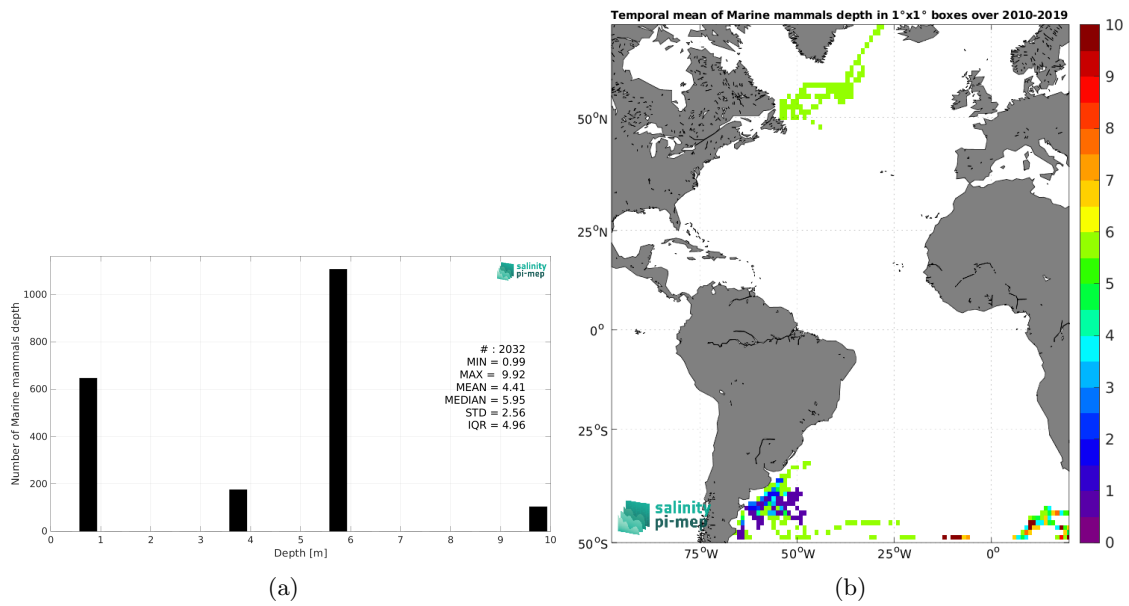 Number of Marine mammals depth
1000
800
600
400
200
0
0 1 2 3 4 5 6 7 8 9 10
Depth [m]
salinity
pi-mep
# : 2032
MIN = 0.99
MAX = 9.92
MEAN = 4.41
MEDIAN = 5.95
STD = 2.56
IQR = 4.96
(a)
Temporal mean of Marine mammals depth in 1°x1° boxes over 2010-2019
50°N
25°N
0°
25°S
50°S
75°W 50°W 25°W 0°
salinity
pi-mep
10
9
8
7
6
5
4
3
2
1
0
(b)